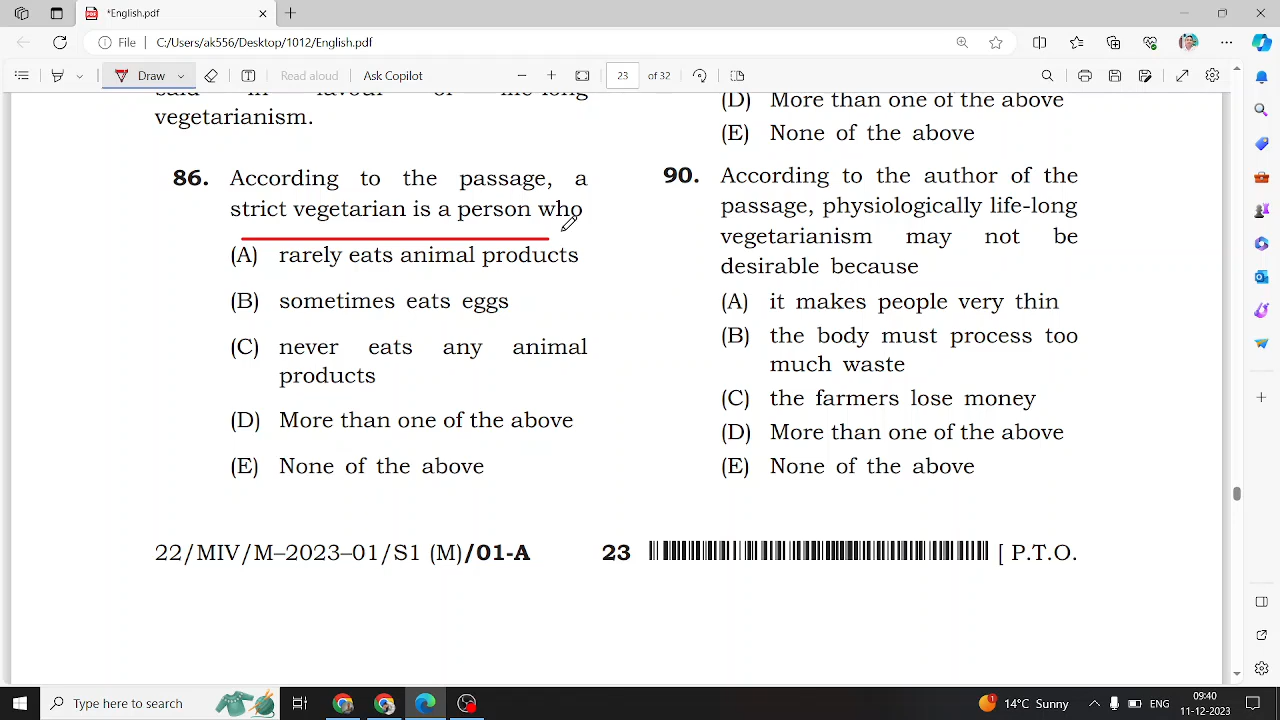 *English.pdf
File
C:/Users/ak556/Desktop/1012/English.pdf
Draw
Read aloud
Ask Copilot
23
of 32
vegetarianism.
86. According to the passage, a
strict vegetarian is a person who
(A) rarely eats animal products
(B) sometimes eats eggs
(C) never eats any animal
products
(D) More than one of the above
(E) None of the above
(D) More than one of the above
(E) None of the above
90. According to the author of the
passage, physiologically life-long
vegetarianism may not be
desirable because
(A) it makes people very thin
(B) the body must process too
much waste
(C) the farmers lose money
(D) More than one of the above
(E) None of the above
22/MIV/M–2023–01/S1 (M)/01-A
23
[ P.T.O.
Type here to search
1
14°C Sunny
ENG
09:40
11-12-2023